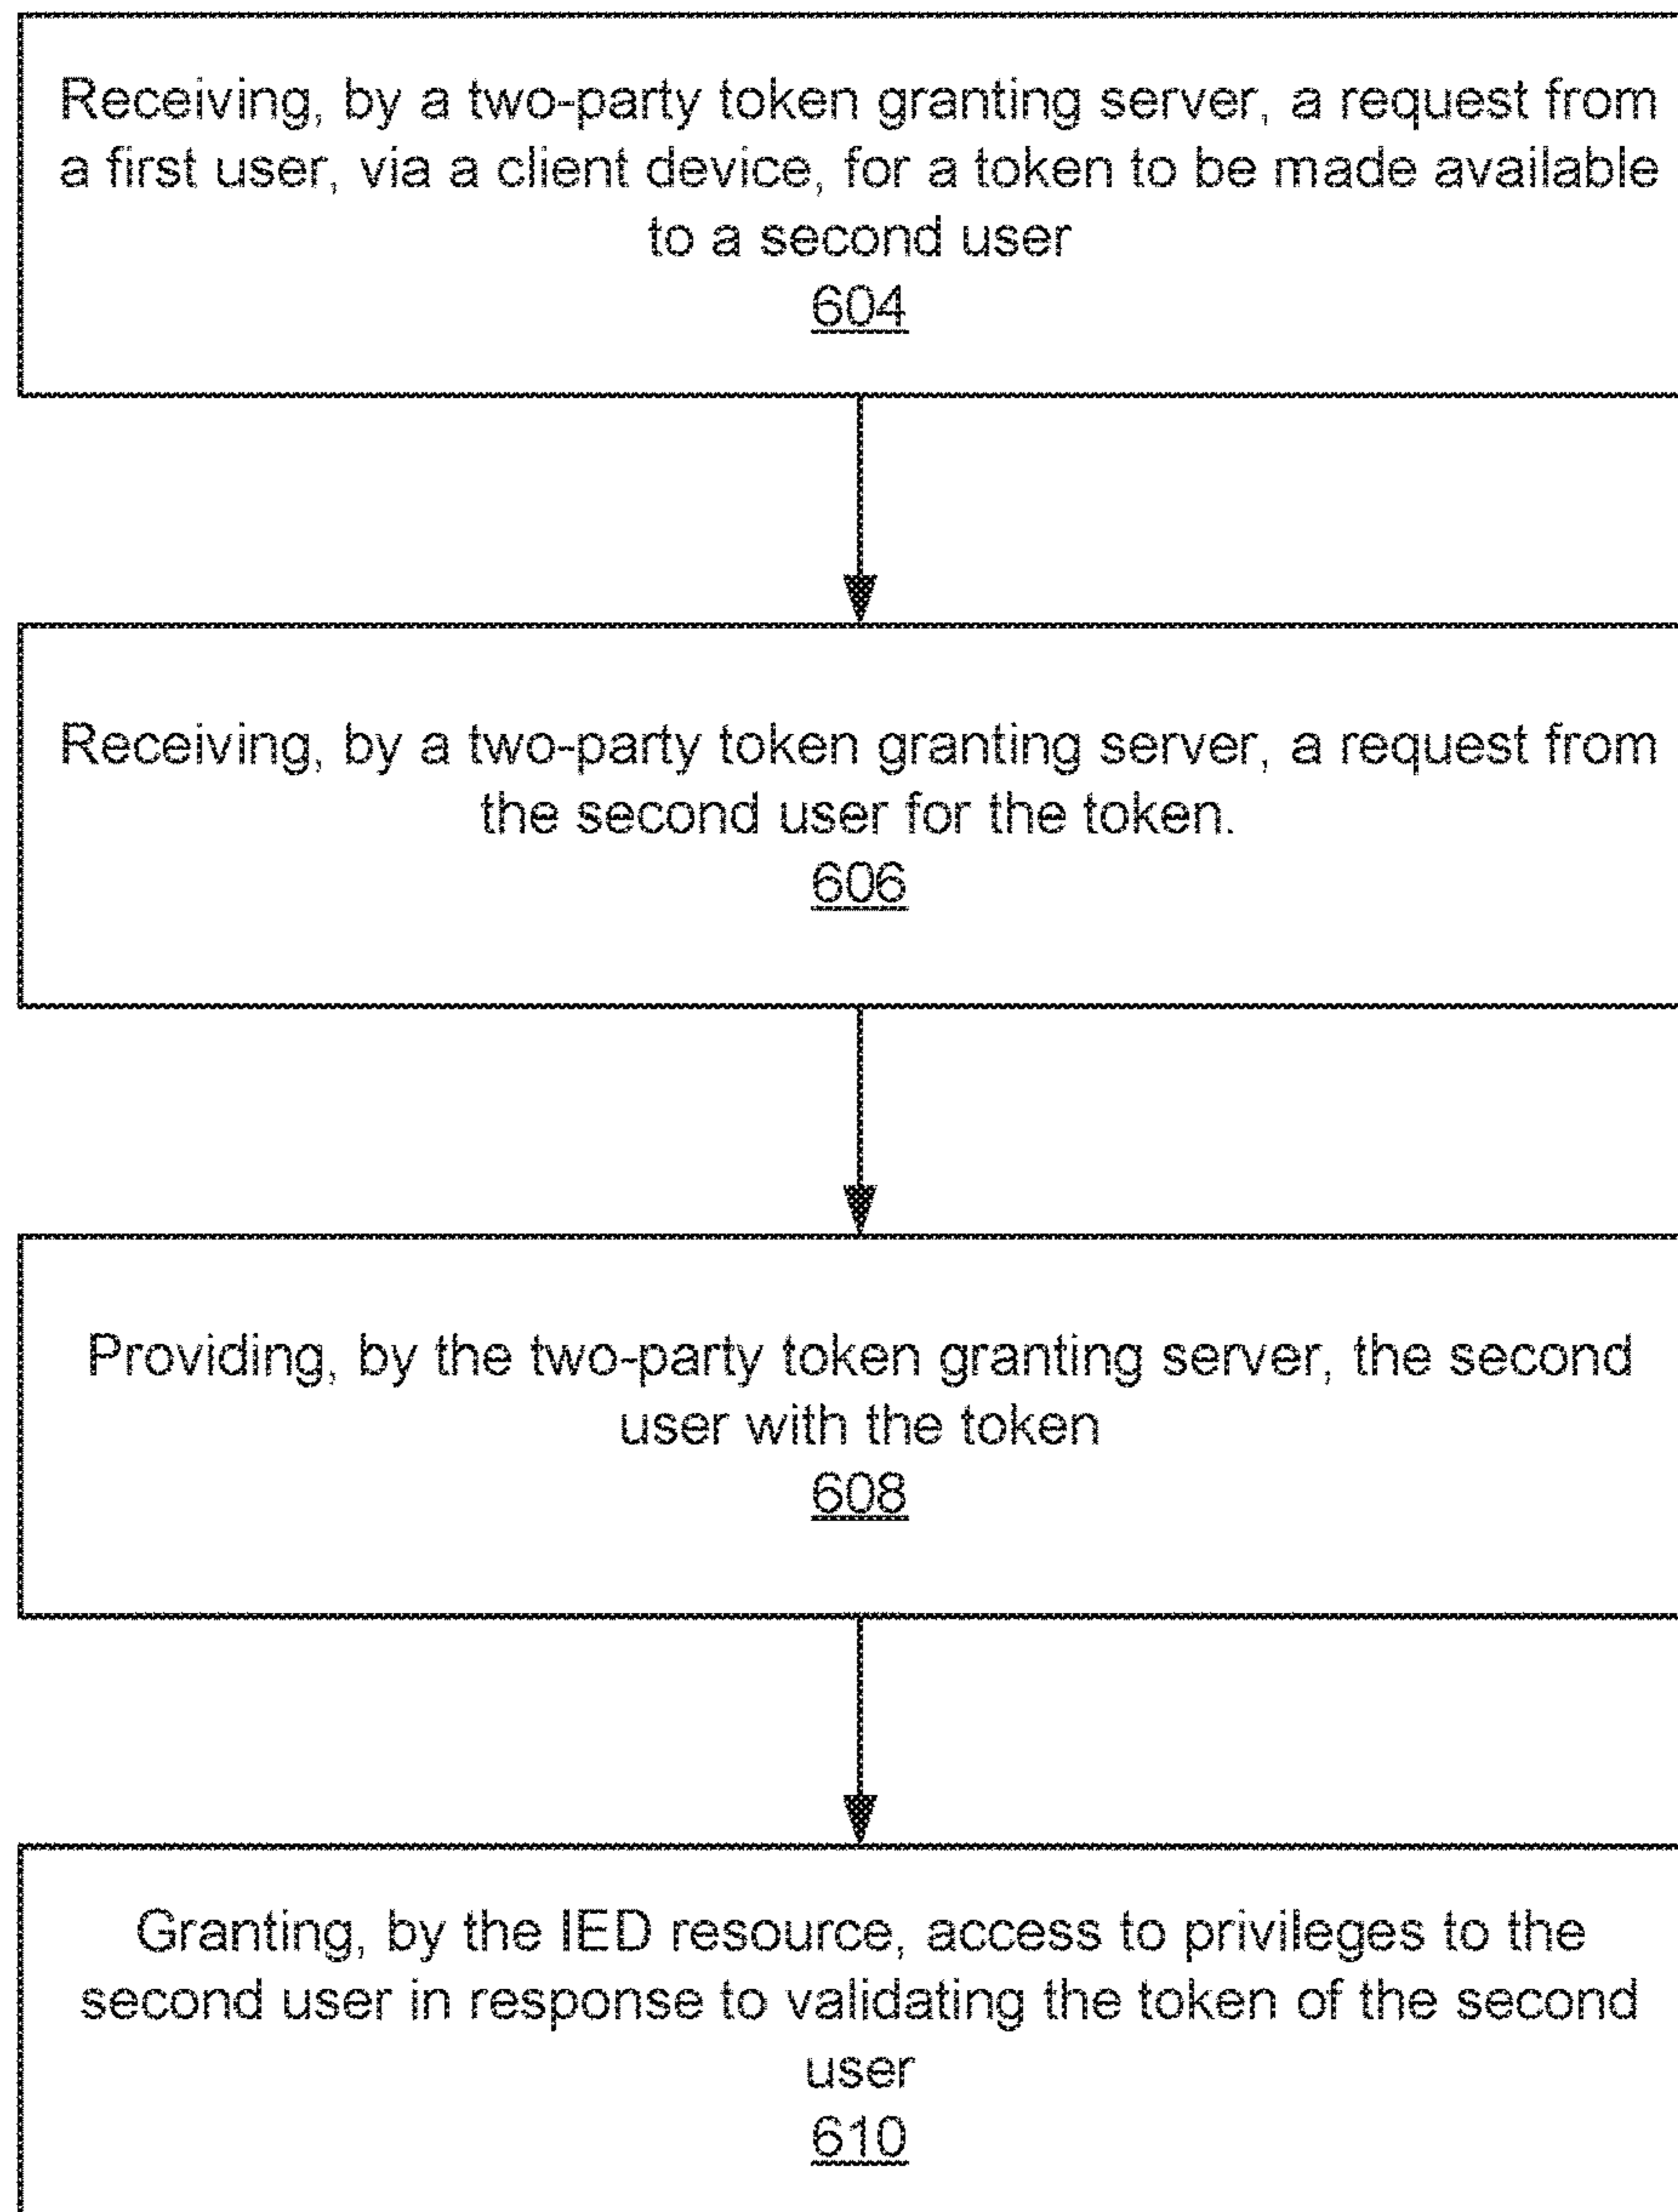 Receiving, by a two-party token granting server, a request from
a first user, via a client device, for a token to be made available
to a second user
604
Receiving, by a two-party token granting server, a request from
the second user for the token.
606
Providing, by the two-party token granting server, the second
user with the token
608
Granting, by the IED resource, access to privileges to the
second user in response to validating the token of the second
user
610